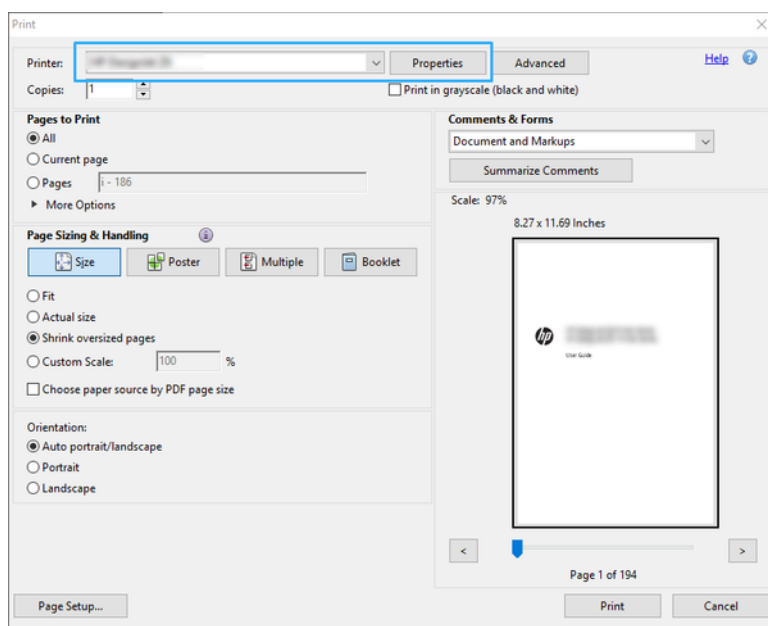 Print
Printer:
Properties
Advanced
Help
?
Copies:
1
Print in grayscale (black and white)
Pages to Print
All
Current page
Pages
i - 186
More Options
Comments & Forms
Document and Markups
Summarize Comments
Page Sizing & Handling
i
Size
Poster
Multiple
Booklet
Fit
Actual size
Shrink oversized pages
Custom Scale:
100
%
Choose paper source by PDF page size
Orientation:
Auto portrait/landscape
Portrait
Landscape
Scale: 97%
8.27 x 11.69 Inches
hp
User Guide
<
>
Page 1 of 194
Page Setup...
Print
Cancel